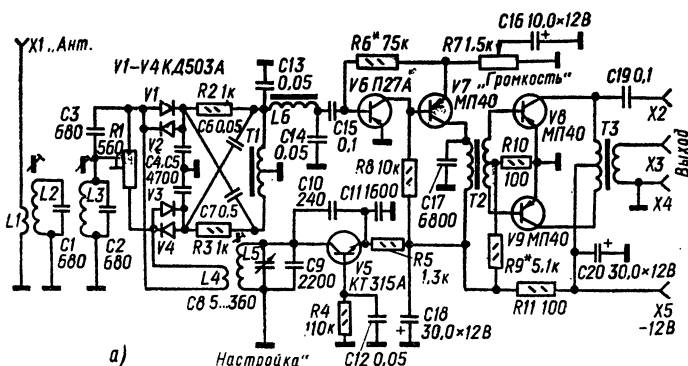 X1 „Ант.
V1–V4 КД503А
C13
0,05
R6* 75к
C16 10,0×12В
R7 1,5к
„Громкость"
V6 П27А
V7
МП40
C19 0,1
X2
C3
680
R1
560
V1
R2 1к
C6 0,05
T1
L6
C14
0,05
C15
0,1
V8
МП40
T3
Выход
V2
C4, C5
4700
V3
V4
R8 10к
R10
100
X3
L1
L2
L3
C7 0,5
R3 1к
C10
240
C11 1600
C17
6800
T2
X4
C1
680
C2
680
L4
L5
C9
2200
V5
КТ315А
R5
1,3к
V9 МП40
R9* 5,1к
C20 30,0×12В
C8 5...360
R4
110к
C18
30,0×12В
R11 100
X5
-12В
а)
Настройка"
C12 0,05